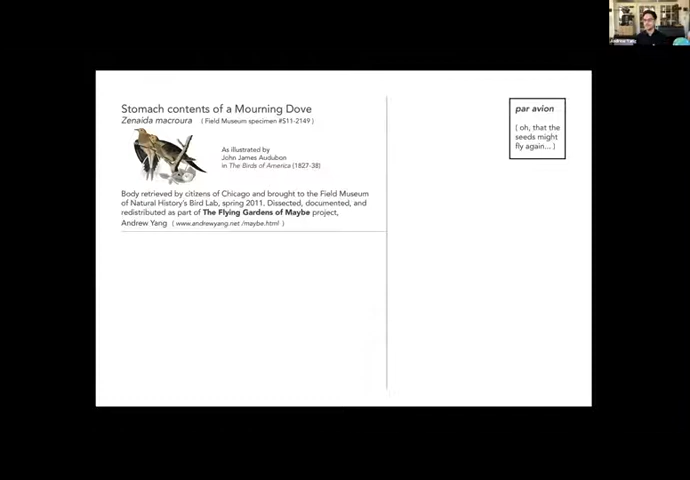 Stomach contents of a Mourning Dove
Zenaida macroura ( Field Museum specimen #S11-2149 )
As illustrated by
John James Audubon
in The Birds of America (1827-38)
Body retrieved by citizens of Chicago and brought to the Field Museum
of Natural History's Bird Lab, spring 2011. Dissected, documented, and
redistributed as part of The Flying Gardens of Maybe project,
Andrew Yang ( www.andrewyang.net /maybe.html )
par avion
( oh, that the
seeds might
fly again... )
Andrew Yang